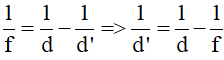 1/f = 1/d - 1/d' => 1/d' = 1/d - 1/f